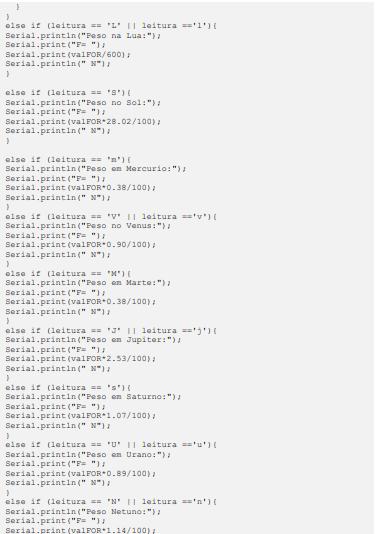 }
}
else if (leitura == 'L' || leitura =='l'){
Serial.println("Peso na Lua:");
Serial.print("F= ");
Serial.print(valFOR/600);
Serial.println(" N");
}
else if (leitura == 'S'){
Serial.println("Peso no Sol:");
Serial.print("F= ");
Serial.print(valFOR*28.02/100);
Serial.println(" N");
}
else if (leitura == 'm'){
Serial.println("Peso em Mercurio:");
Serial.print("F= ");
Serial.print(valFOR*0.38/100);
Serial.println(" N");
}
else if (leitura == 'V' || leitura =='v'){
Serial.println("Peso no Venus:");
Serial.print("F= ");
Serial.print(valFOR*0.90/100);
Serial.println(" N");
}
else if (leitura == 'M'){
Serial.println("Peso em Marte:");
Serial.print("F= ");
Serial.print(valFOR*0.38/100);
Serial.println(" N");
}
else if (leitura == 'J' || leitura =='j'){
Serial.println("Peso em Jupiter:");
Serial.print("F= ");
Serial.print(valFOR*2.53/100);
Serial.println(" N");
}
else if (leitura == 's'){
Serial.println("Peso em Saturno:");
Serial.print("F= ");
Serial.print(valFOR*1.07/100);
Serial.println(" N");
}
else if (leitura == 'U' || leitura =='u'){
Serial.println("Peso em Urano:");
Serial.print("F= ");
Serial.print(valFOR*0.89/100);
Serial.println(" N");
}
else if (leitura == 'N' || leitura =='n'){
Serial.println("Peso Netuno:");
Serial.print("F= ");
Serial.print(valFOR*1.14/100);